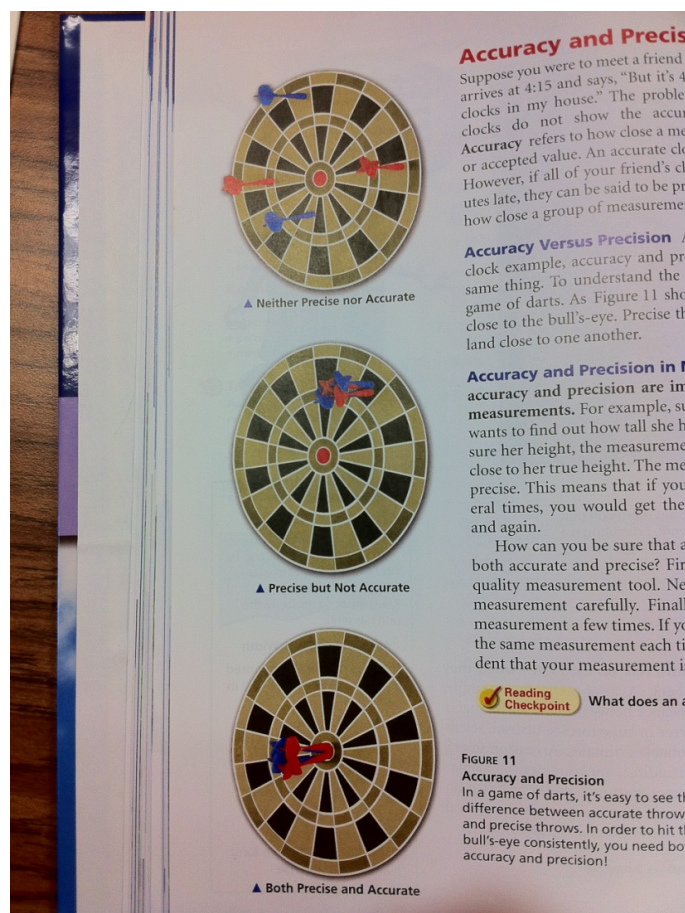 Accuracy and Precis
Suppose you were to meet a friend
arrives at 4:15 and says, “But it’s 4
clocks in my house.” The proble
clocks do not show the accur
Accuracy refers to how close a me
or accepted value. An accurate clo
However, if all of your friend’s cl
utes late, they can be said to be pr
how close a group of measureme
▲ Neither Precise nor Accurate
Accuracy Versus Precision A
clock example, accuracy and pr
same thing. To understand the
game of darts. As Figure 11 sho
close to the bull’s-eye. Precise th
land close to one another.
Accuracy and Precision in M
accuracy and precision are im
measurements. For example, su
wants to find out how tall she h
sure her height, the measureme
close to her true height. The me
precise. This means that if you
eral times, you would get the
and again.
How can you be sure that a
both accurate and precise? Fir
quality measurement tool. Ne
measurement carefully. Finall
measurement a few times. If yo
the same measurement each ti
dent that your measurement is
▲ Precise but Not Accurate
Reading
Checkpoint
What does an a
FIGURE 11
Accuracy and Precision
In a game of darts, it’s easy to see th
difference between accurate throw
and precise throws. In order to hit th
bull’s-eye consistently, you need bo
accuracy and precision!
▲ Both Precise and Accurate